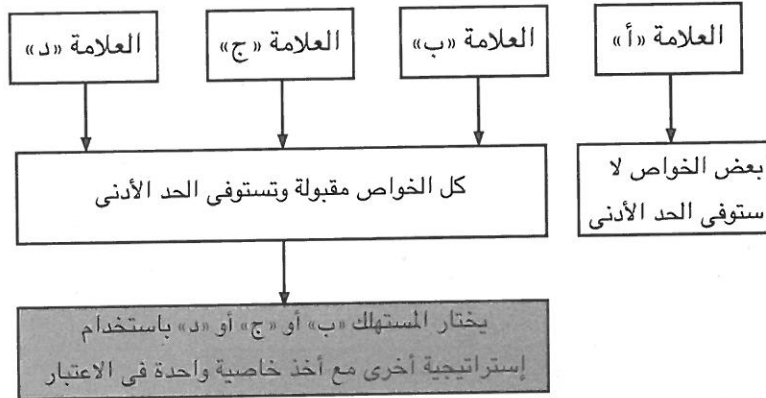 العلامة «أ»
العلامة «ب»
العلامة «ج»
العلامة «د»
بعض الخواص لا
ستوفى الحد الأدنى
كل الخواص مقبولة وتستوفى الحد الأدنى
يختار المستهلك «ب» أو «ج» أو «د» باستخدام
إستراتيجية أخرى مع أخذ خاصية واحدة فى الاعتبار